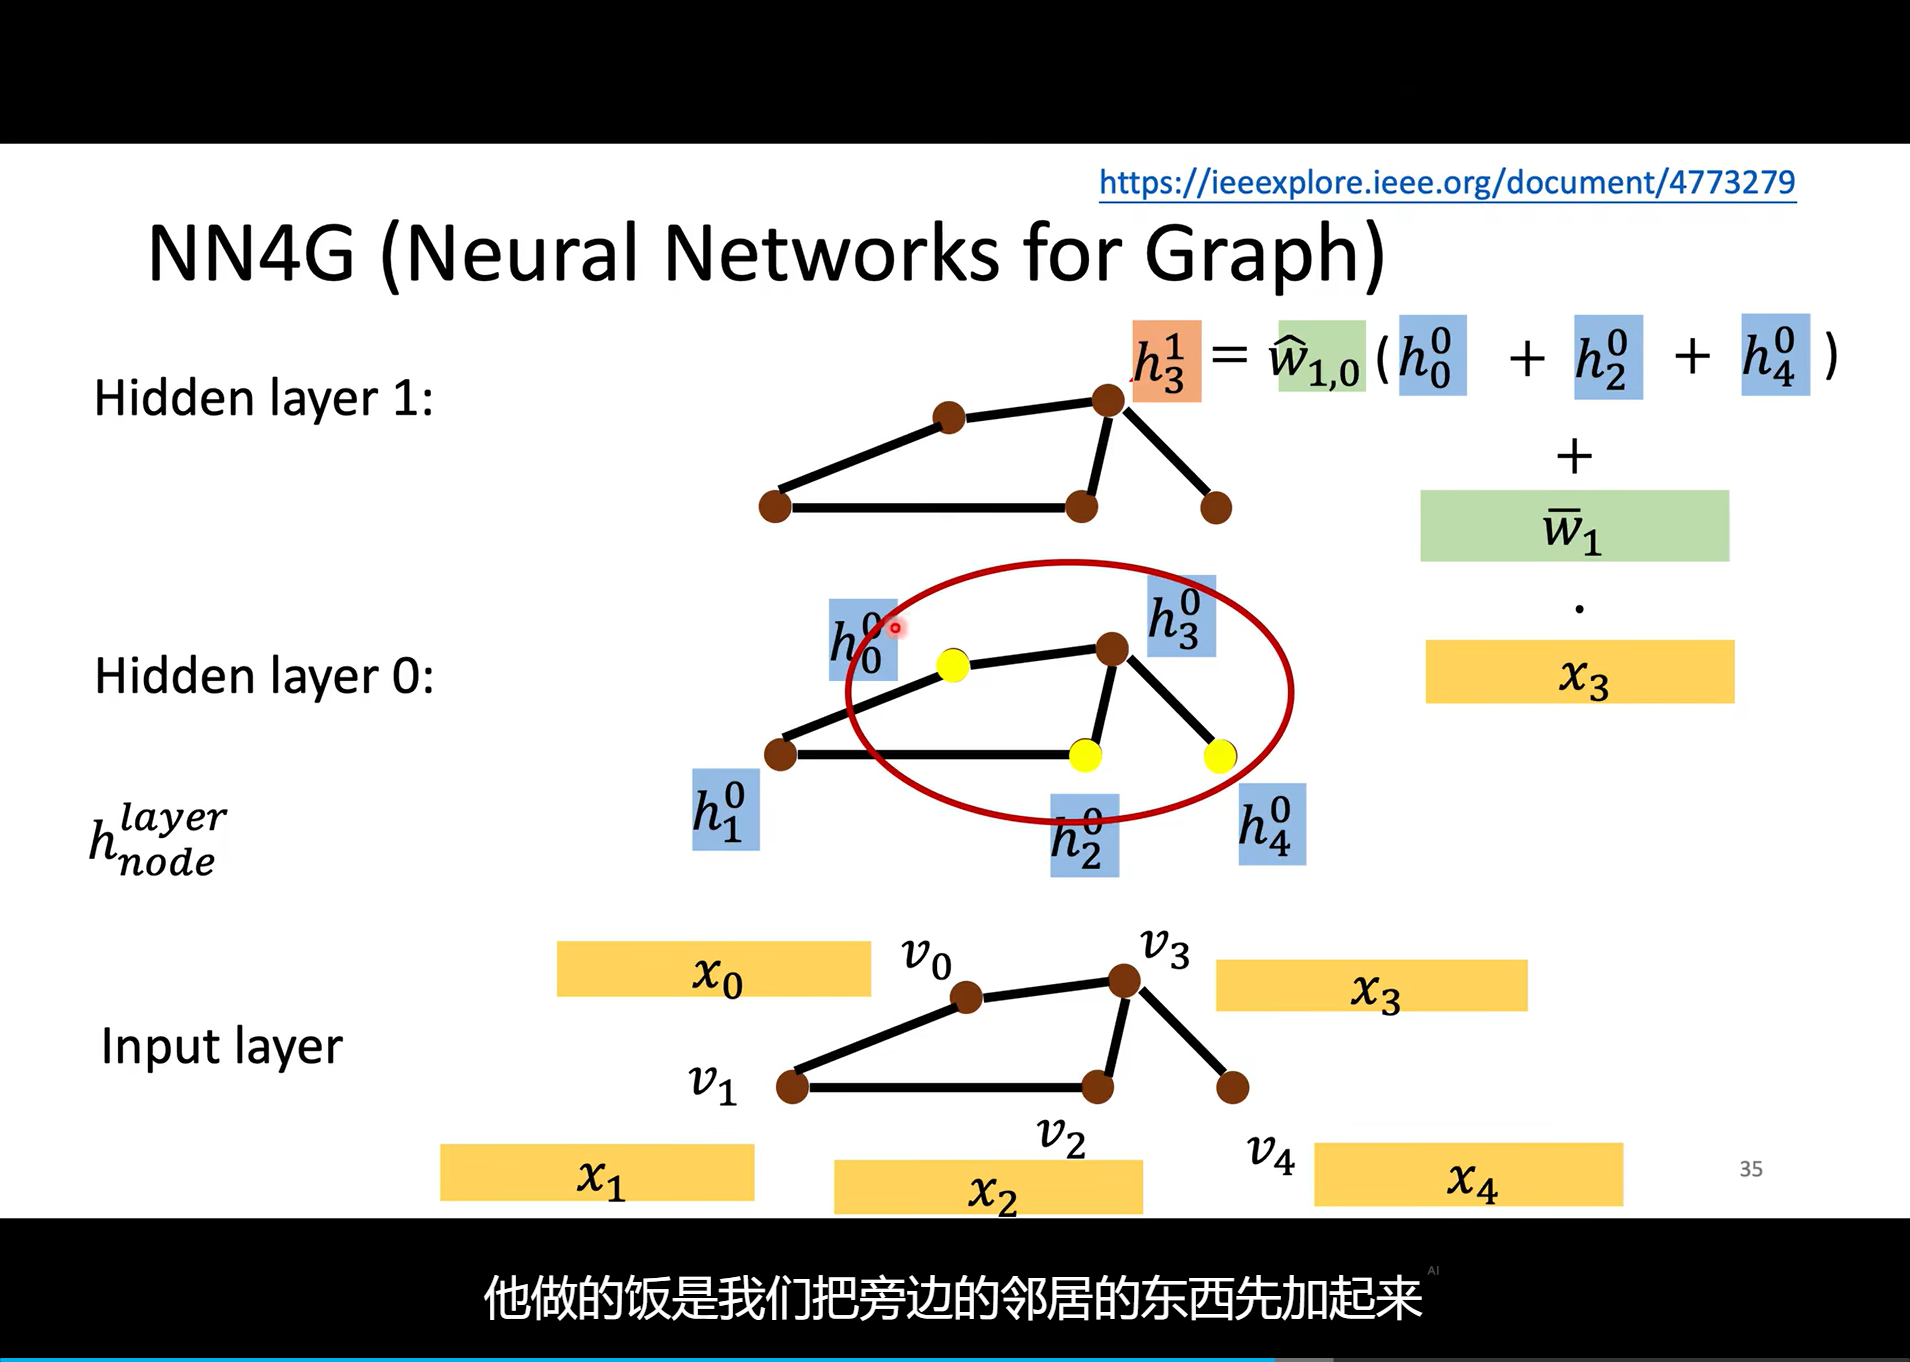 https://ieeexplore.ieee.org/document/4773279
NN4G (Neural Networks for Graph)
h_3^1 = ŵ_{1,0} ( h_0^0 + h_2^0 + h_4^0 )
Hidden layer 1:
+
w̄_1
·
x_3
h_0^0
h_3^0
Hidden layer 0:
h_1^0
h_2^0
h_4^0
h_{node}^{layer}
x_0
v_0
v_3
x_3
Input layer
v_1
v_2
v_4
x_1
x_2
x_4
35
他做的饭是我们把旁边的邻居的东西先加起来
AI